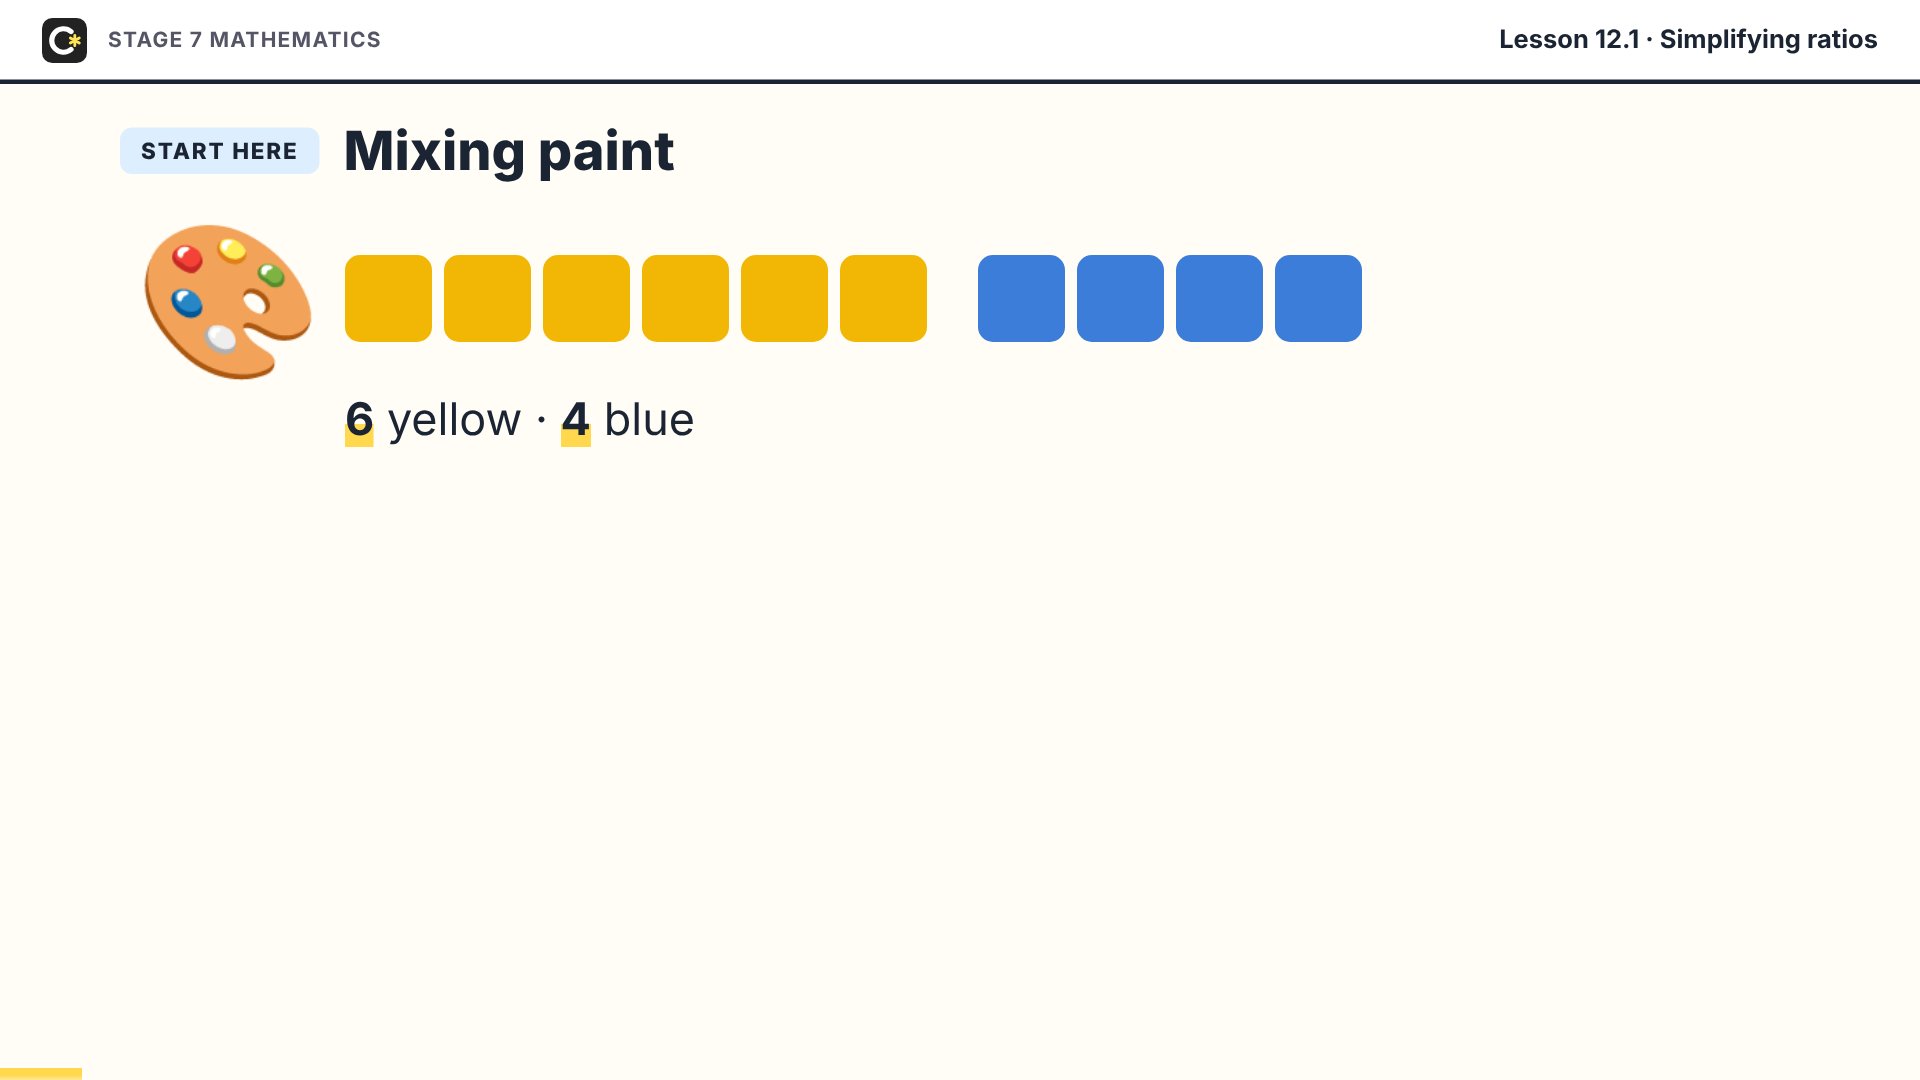 STAGE 7 MATHEMATICS
Lesson 12.1 · Simplifying ratios
START HERE
Mixing paint
6 yellow · 4 blue